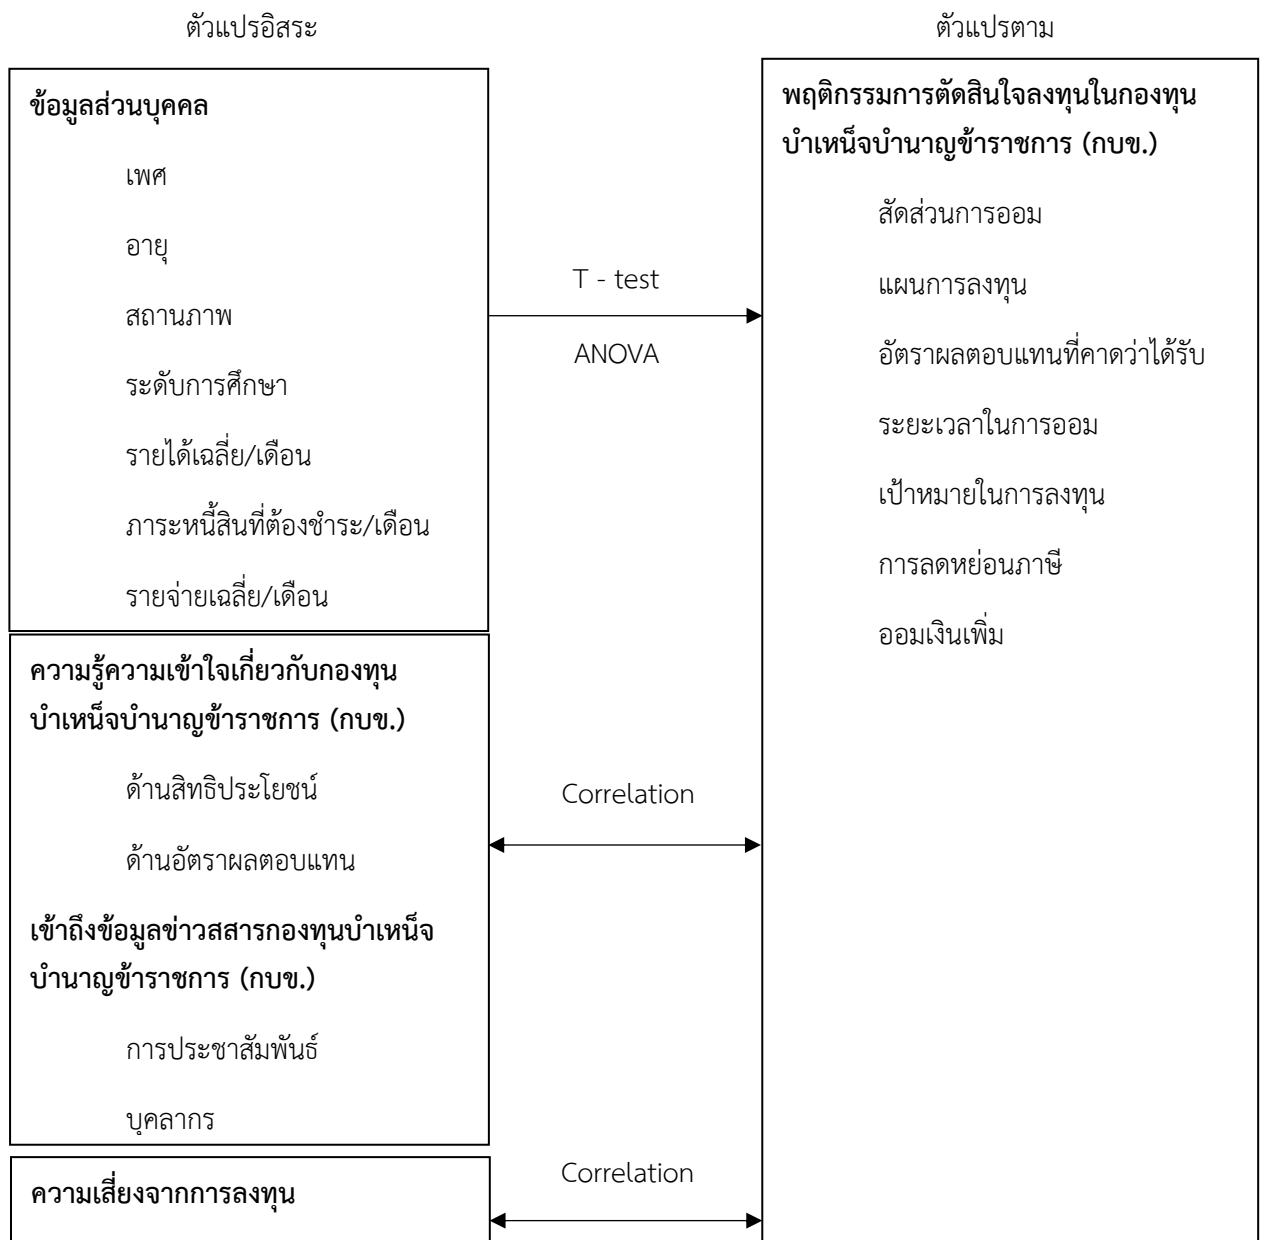 ตัวแปรอิสระ
ตัวแปรตาม
ข้อมูลส่วนบุคคล
เพศ
อายุ
สถานภาพ
ระดับการศึกษา
รายได้เฉลี่ย/เดือน
ภาระหนี้สินที่ต้องชำระ/เดือน
รายจ่ายเฉลี่ย/เดือน
T - test
ANOVA
พฤติกรรมการตัดสินใจลงทุนในกองทุน
บำเหน็จบำนาญข้าราชการ (กบข.)
สัดส่วนการออม
แผนการลงทุน
อัตราผลตอบแทนที่คาดว่าได้รับ
ระยะเวลาในการออม
เป้าหมายในการลงทุน
การลดหย่อนภาษี
ออมเงินเพิ่ม
ความรู้ความเข้าใจเกี่ยวกับกองทุน
บำเหน็จบำนาญข้าราชการ (กบข.)
ด้านสิทธิประโยชน์
ด้านอัตราผลตอบแทน
Correlation
เข้าถึงข้อมูลข่าวสสารกองทุนบำเหน็จ
บำนาญข้าราชการ (กบข.)
การประชาสัมพันธ์
บุคลากร
ความเสี่ยงจากการลงทุน
Correlation